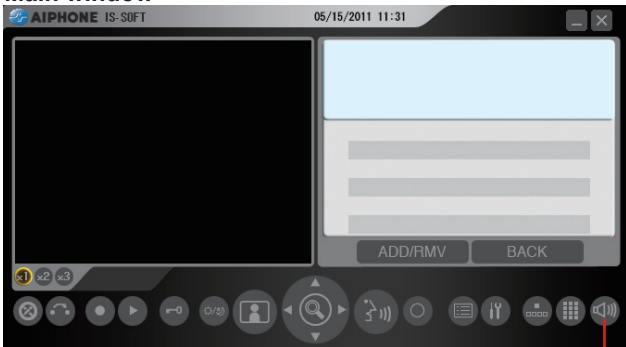 AIPHONE IS-SOFT
05/15/2011 11:31
ADD/RMV
BACK
x1 x2 x3